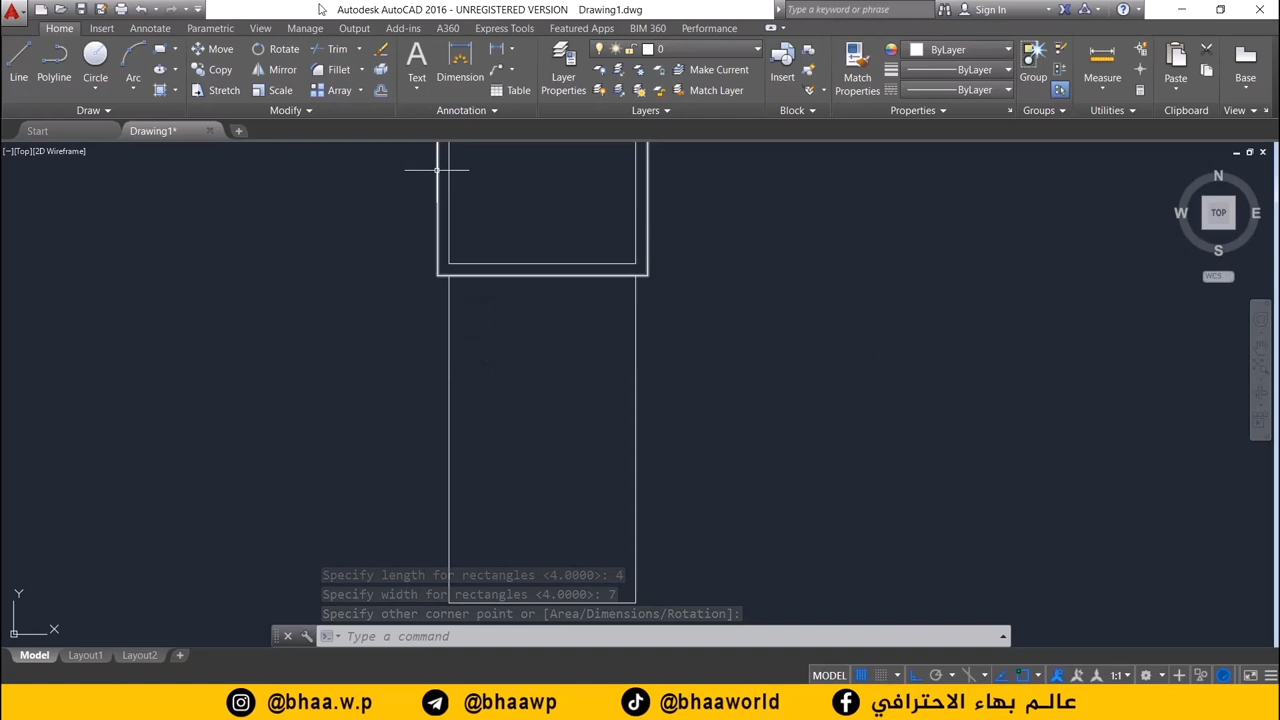 Autodesk AutoCAD 2016 - UNREGISTERED VERSION Drawing1.dwg
Type a keyword or phrase
Sign In
Home Insert Annotate Parametric View Manage Output Add-ins A360 Express Tools Featured Apps BIM 360 Performance
Line Polyline Circle Arc
Move Rotate Trim
Copy Mirror Fillet
Stretch Scale Array
Text Dimension Table
Layer Properties
0
Make Current
Match Layer
Insert
Match Properties
ByLayer
ByLayer
ByLayer
Group Measure Paste Base
Draw Modify Annotation Layers Block Properties Groups Utilities Clipboard View
Start Drawing1*
[−][Top][2D Wireframe]
N
W TOP E
S
WCS
Specify length for rectangles <4.0000>: 4
Specify width for rectangles <4.0000>: 7
Specify other corner point or [Area/Dimensions/Rotation]:
Y
X
Type a command
Model Layout1 Layout2
MODEL 1:1
@bhaa.w.p @bhaawp @bhaaworld عالم بهاء الاحترافي